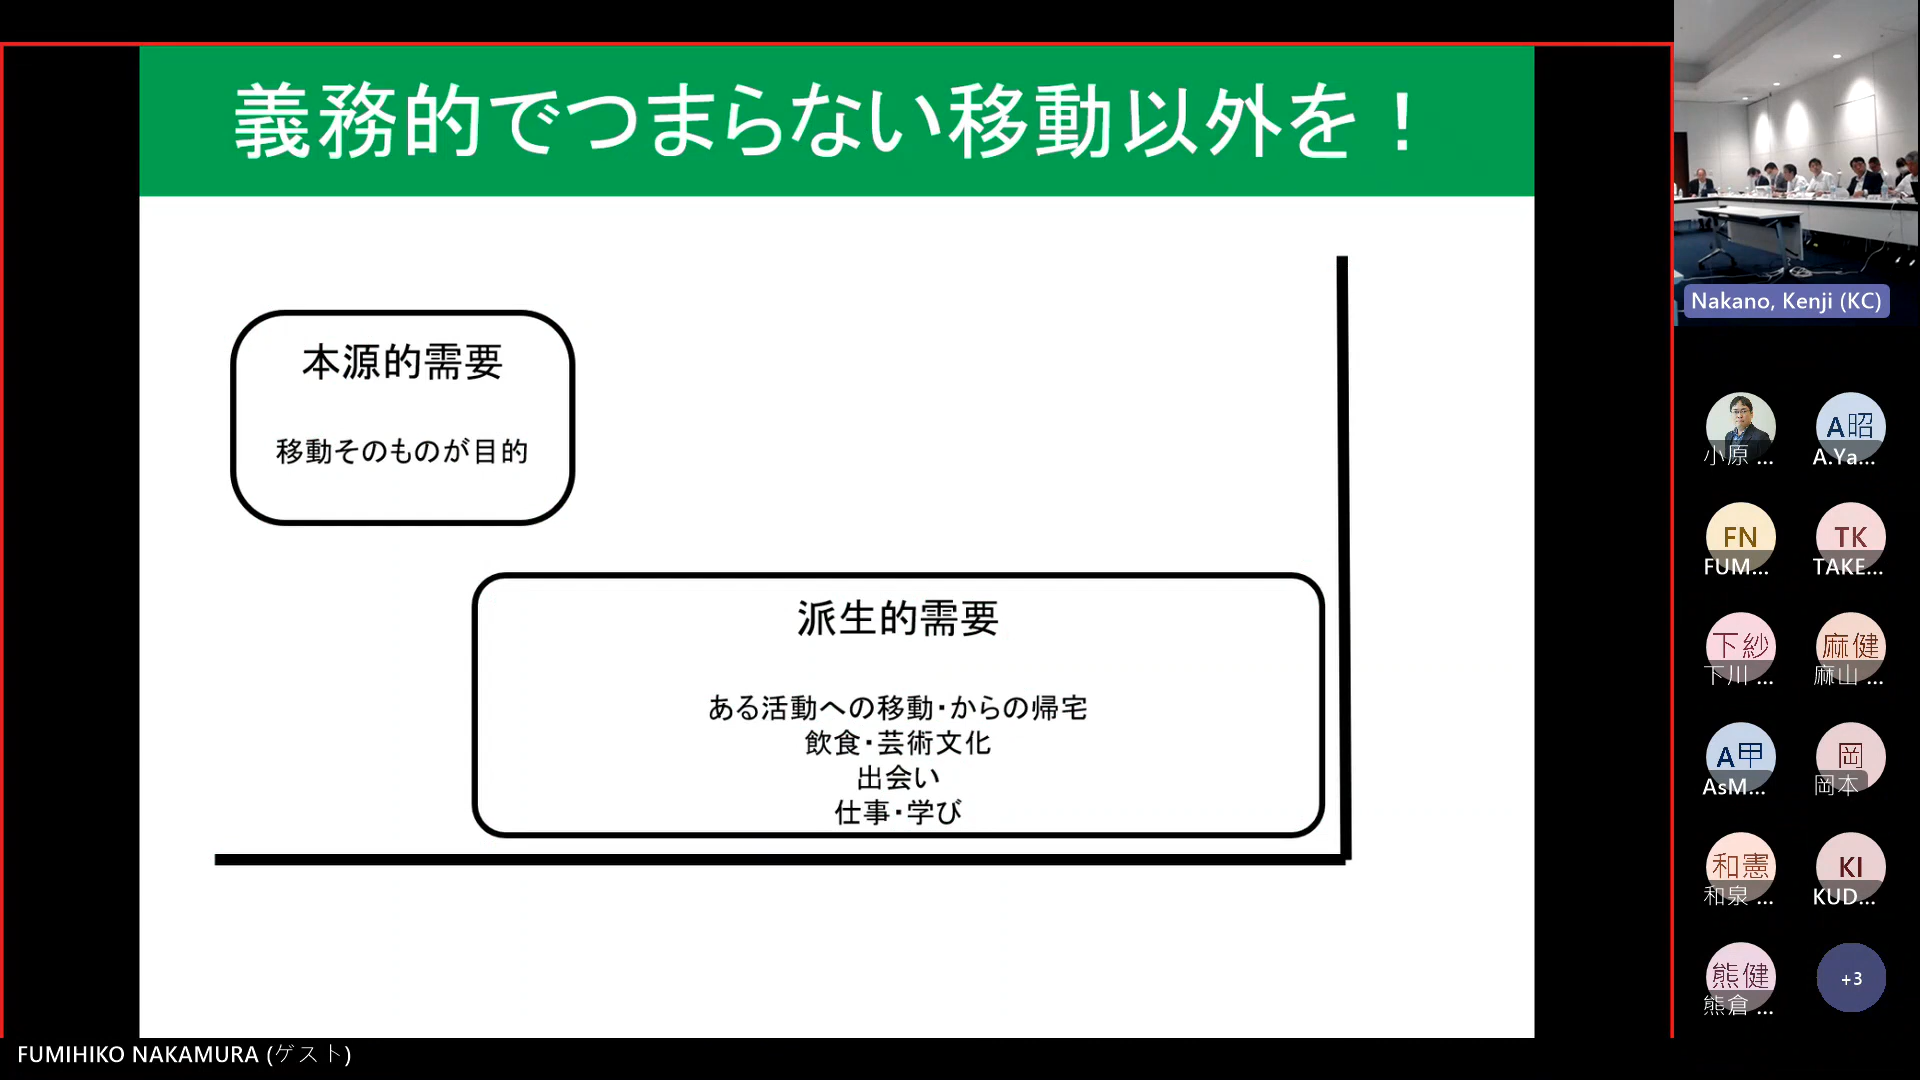 義務的でつまらない移動以外を！
本源的需要
移動そのものが目的
派生的需要
ある活動への移動・からの帰宅
飲食・芸術文化
出会い
仕事・学び
Nakano, Kenji (KC)
小原 ...
A昭
A.Ya...
FN
FUM...
TK
TAKE...
下紗
下川 ...
麻健
麻山 ...
A甲
AsM...
岡
岡本
和憲
和泉 ...
KI
KUD...
熊健
熊倉 ...
+3
FUMIHIKO NAKAMURA (ゲスト)